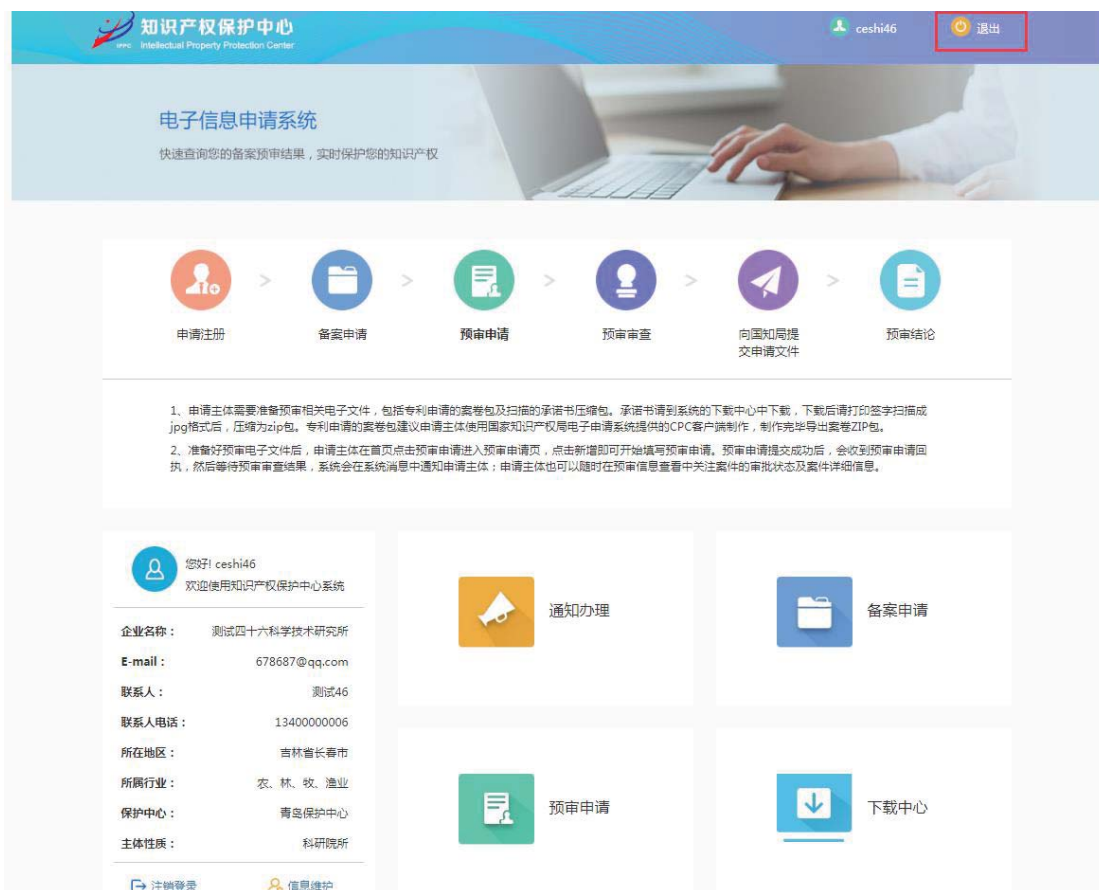 知识产权保护中心
IPPC Intellectual Property Protection Center
ceshi46
退出
电子信息申请系统
快速查询您的备案预审结果，实时保护您的知识产权
申请注册 > 备案申请 > 预审申请 > 预审审查 > 向国知局提交申请文件 > 预审结论
1、申请主体需要准备预审相关电子文件，包括专利申请的案卷包及扫描的承诺书压缩包。承诺书请到系统的下载中心中下载，下载后请打印签字扫描成
jpg格式后，压缩为zip包。专利申请的案卷包建议申请主体使用国家知识产权局电子申请系统提供的CPC客户端制作，制作完毕导出案卷ZIP包。
2、准备好预审电子文件后，申请主体在首页点击预审申请进入预审申请页，点击新增即可开始填写预审申请。预审申请提交成功后，会收到预审申请回
执，然后等待预审审查结果，系统会在系统消息中通知申请主体；申请主体也可以随时在预审信息查看中关注案件的审批状态及案件详细信息。
您好! ceshi46
欢迎使用知识产权保护中心系统
企业名称： 测试四十六科学技术研究所
E-mail： 678687@qq.com
联系人： 测试46
联系人电话： 13400000006
所在地区： 吉林省长春市
所属行业： 农、林、牧、渔业
保护中心： 青岛保护中心
主体性质： 科研院所
注销登录 信息维护
通知办理
备案申请
预审申请
下载中心